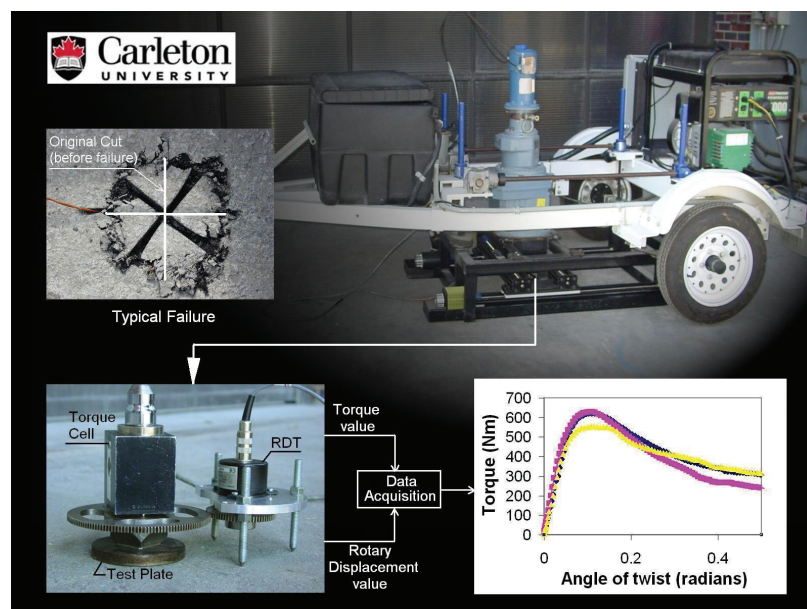 Carleton
UNIVERSITY
Original Cut
(before failure)
Typical Failure
Torque
Cell
RDT
Test Plate
Torque
value
Data
Acquisition
Rotary
Displacement
value
Torque (Nm)
700
600
500
400
300
200
100
0
0
0.2
0.4
Angle of twist (radians)